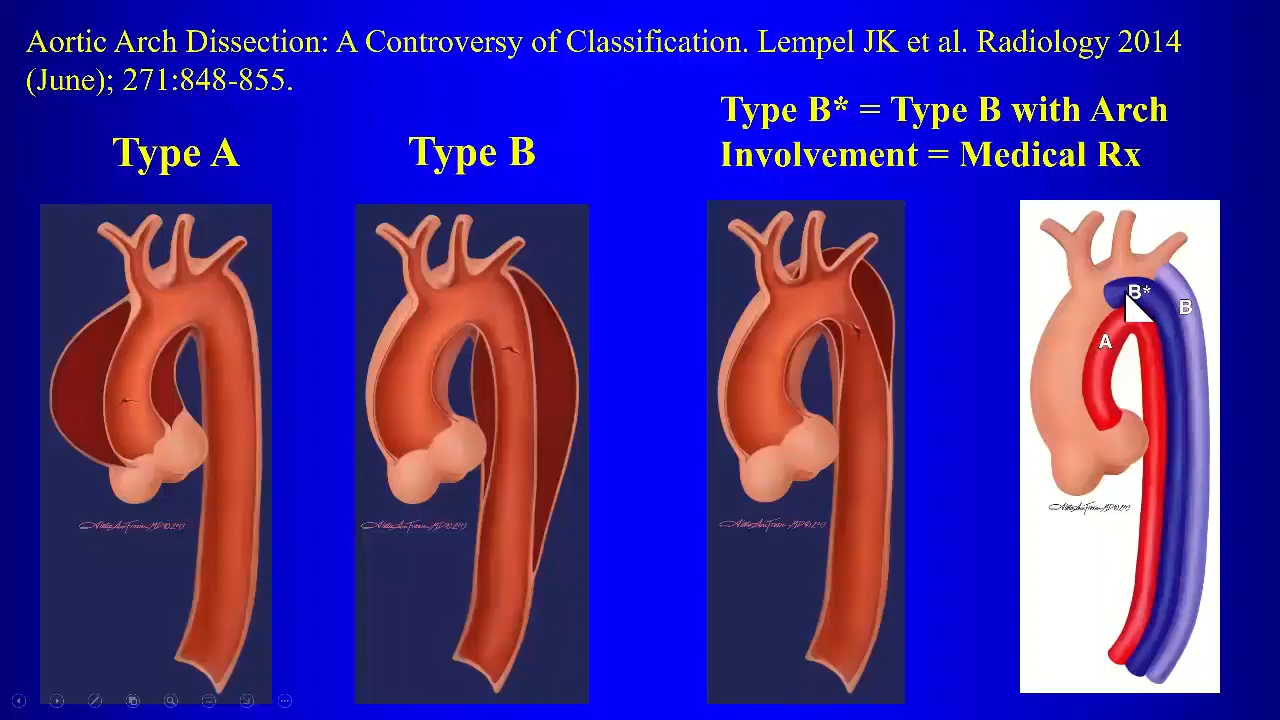 Aortic Arch Dissection: A Controversy of Classification. Lempel JK et al. Radiology 2014
(June); 271:848-855.
Type B* = Type B with Arch
Involvement = Medical Rx
Type A
Type B
B*
B
A